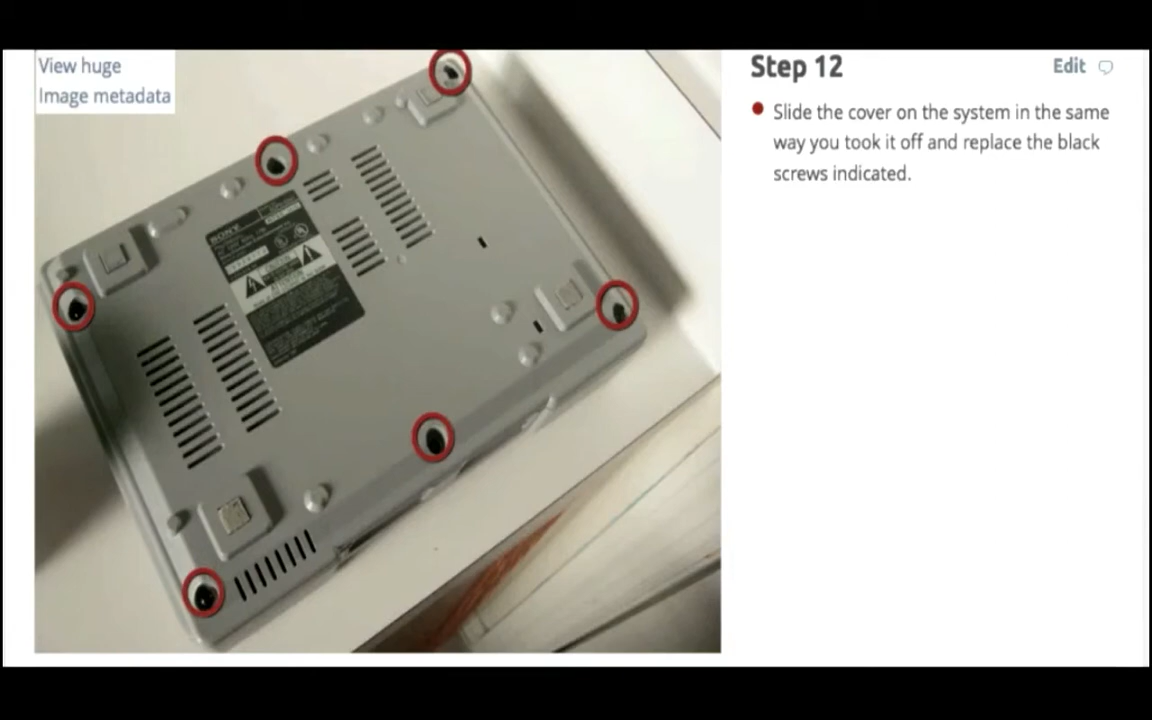 View huge
Image metadata
Step 12
Edit
Slide the cover on the system in the same
way you took it off and replace the black
screws indicated.
SONY